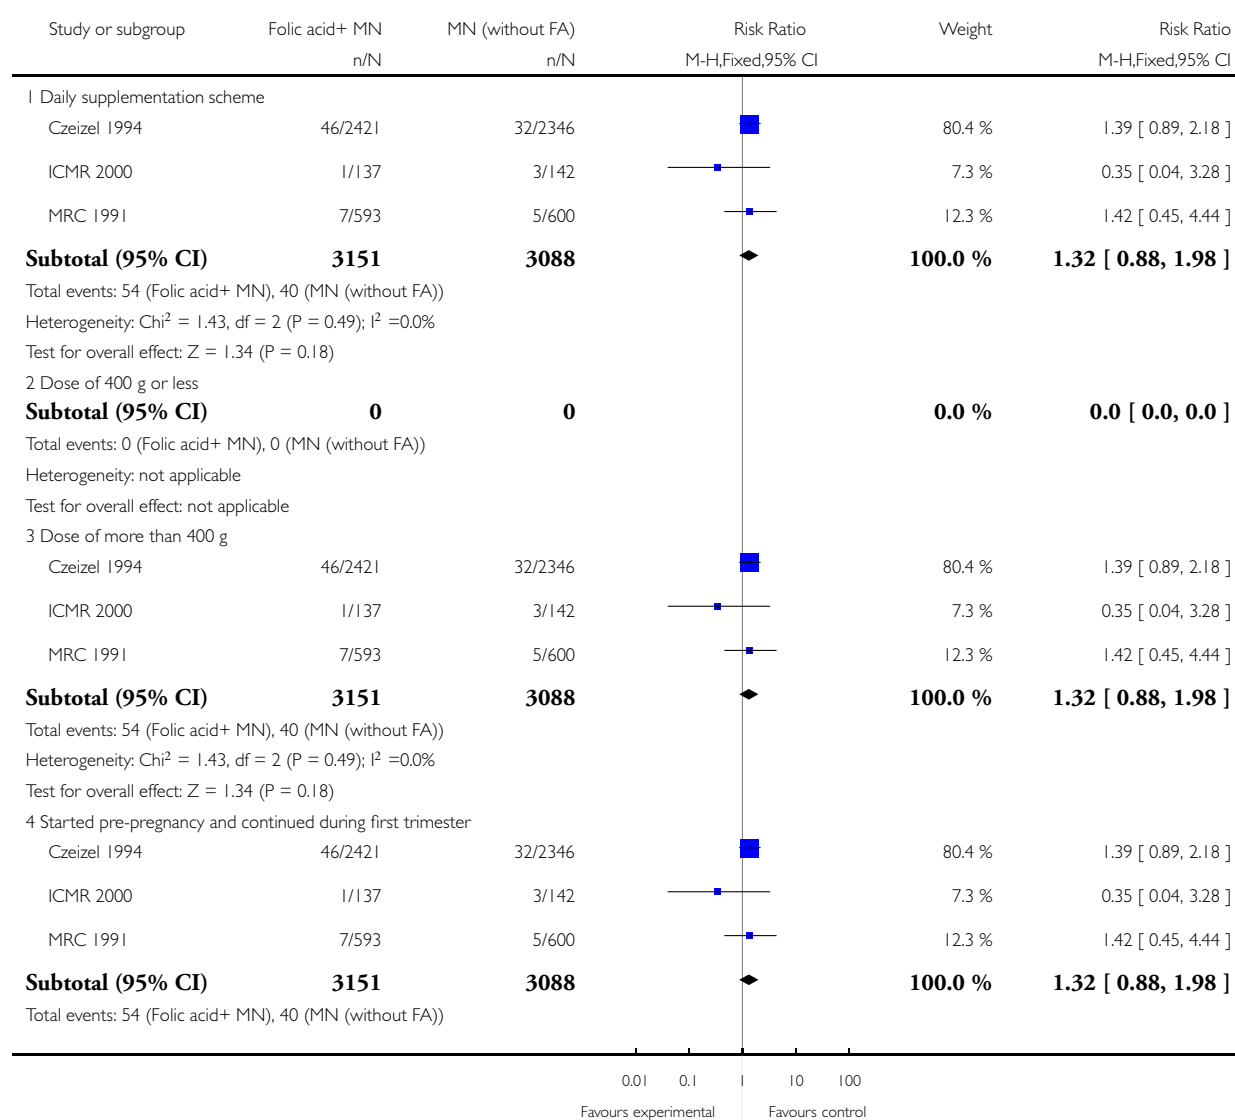 Study or subgroup Folic acid+ MN MN (without FA) Risk Ratio Weight Risk Ratio
n/N n/N M-H,Fixed,95% CI M-H,Fixed,95% CI
1 Daily supplementation scheme
Czeizel 1994 46/2421 32/2346 80.4 % 1.39 [ 0.89, 2.18 ]
ICMR 2000 1/137 3/142 7.3 % 0.35 [ 0.04, 3.28 ]
MRC 1991 7/593 5/600 12.3 % 1.42 [ 0.45, 4.44 ]
Subtotal (95% CI) 3151 3088 100.0 % 1.32 [ 0.88, 1.98 ]
Total events: 54 (Folic acid+ MN), 40 (MN (without FA))
Heterogeneity: Chi² = 1.43, df = 2 (P = 0.49); I² =0.0%
Test for overall effect: Z = 1.34 (P = 0.18)
2 Dose of 400 g or less
Subtotal (95% CI) 0 0 0.0 % 0.0 [ 0.0, 0.0 ]
Total events: 0 (Folic acid+ MN), 0 (MN (without FA))
Heterogeneity: not applicable
Test for overall effect: not applicable
3 Dose of more than 400 g
Czeizel 1994 46/2421 32/2346 80.4 % 1.39 [ 0.89, 2.18 ]
ICMR 2000 1/137 3/142 7.3 % 0.35 [ 0.04, 3.28 ]
MRC 1991 7/593 5/600 12.3 % 1.42 [ 0.45, 4.44 ]
Subtotal (95% CI) 3151 3088 100.0 % 1.32 [ 0.88, 1.98 ]
Total events: 54 (Folic acid+ MN), 40 (MN (without FA))
Heterogeneity: Chi² = 1.43, df = 2 (P = 0.49); I² =0.0%
Test for overall effect: Z = 1.34 (P = 0.18)
4 Started pre-pregnancy and continued during first trimester
Czeizel 1994 46/2421 32/2346 80.4 % 1.39 [ 0.89, 2.18 ]
ICMR 2000 1/137 3/142 7.3 % 0.35 [ 0.04, 3.28 ]
MRC 1991 7/593 5/600 12.3 % 1.42 [ 0.45, 4.44 ]
Subtotal (95% CI) 3151 3088 100.0 % 1.32 [ 0.88, 1.98 ]
Total events: 54 (Folic acid+ MN), 40 (MN (without FA))
0.01 0.1 1 10 100
Favours experimental Favours control